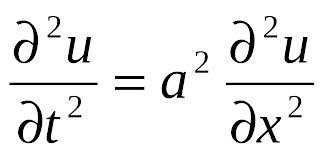 ∂²u/∂t² = a² ∂²u/∂x²